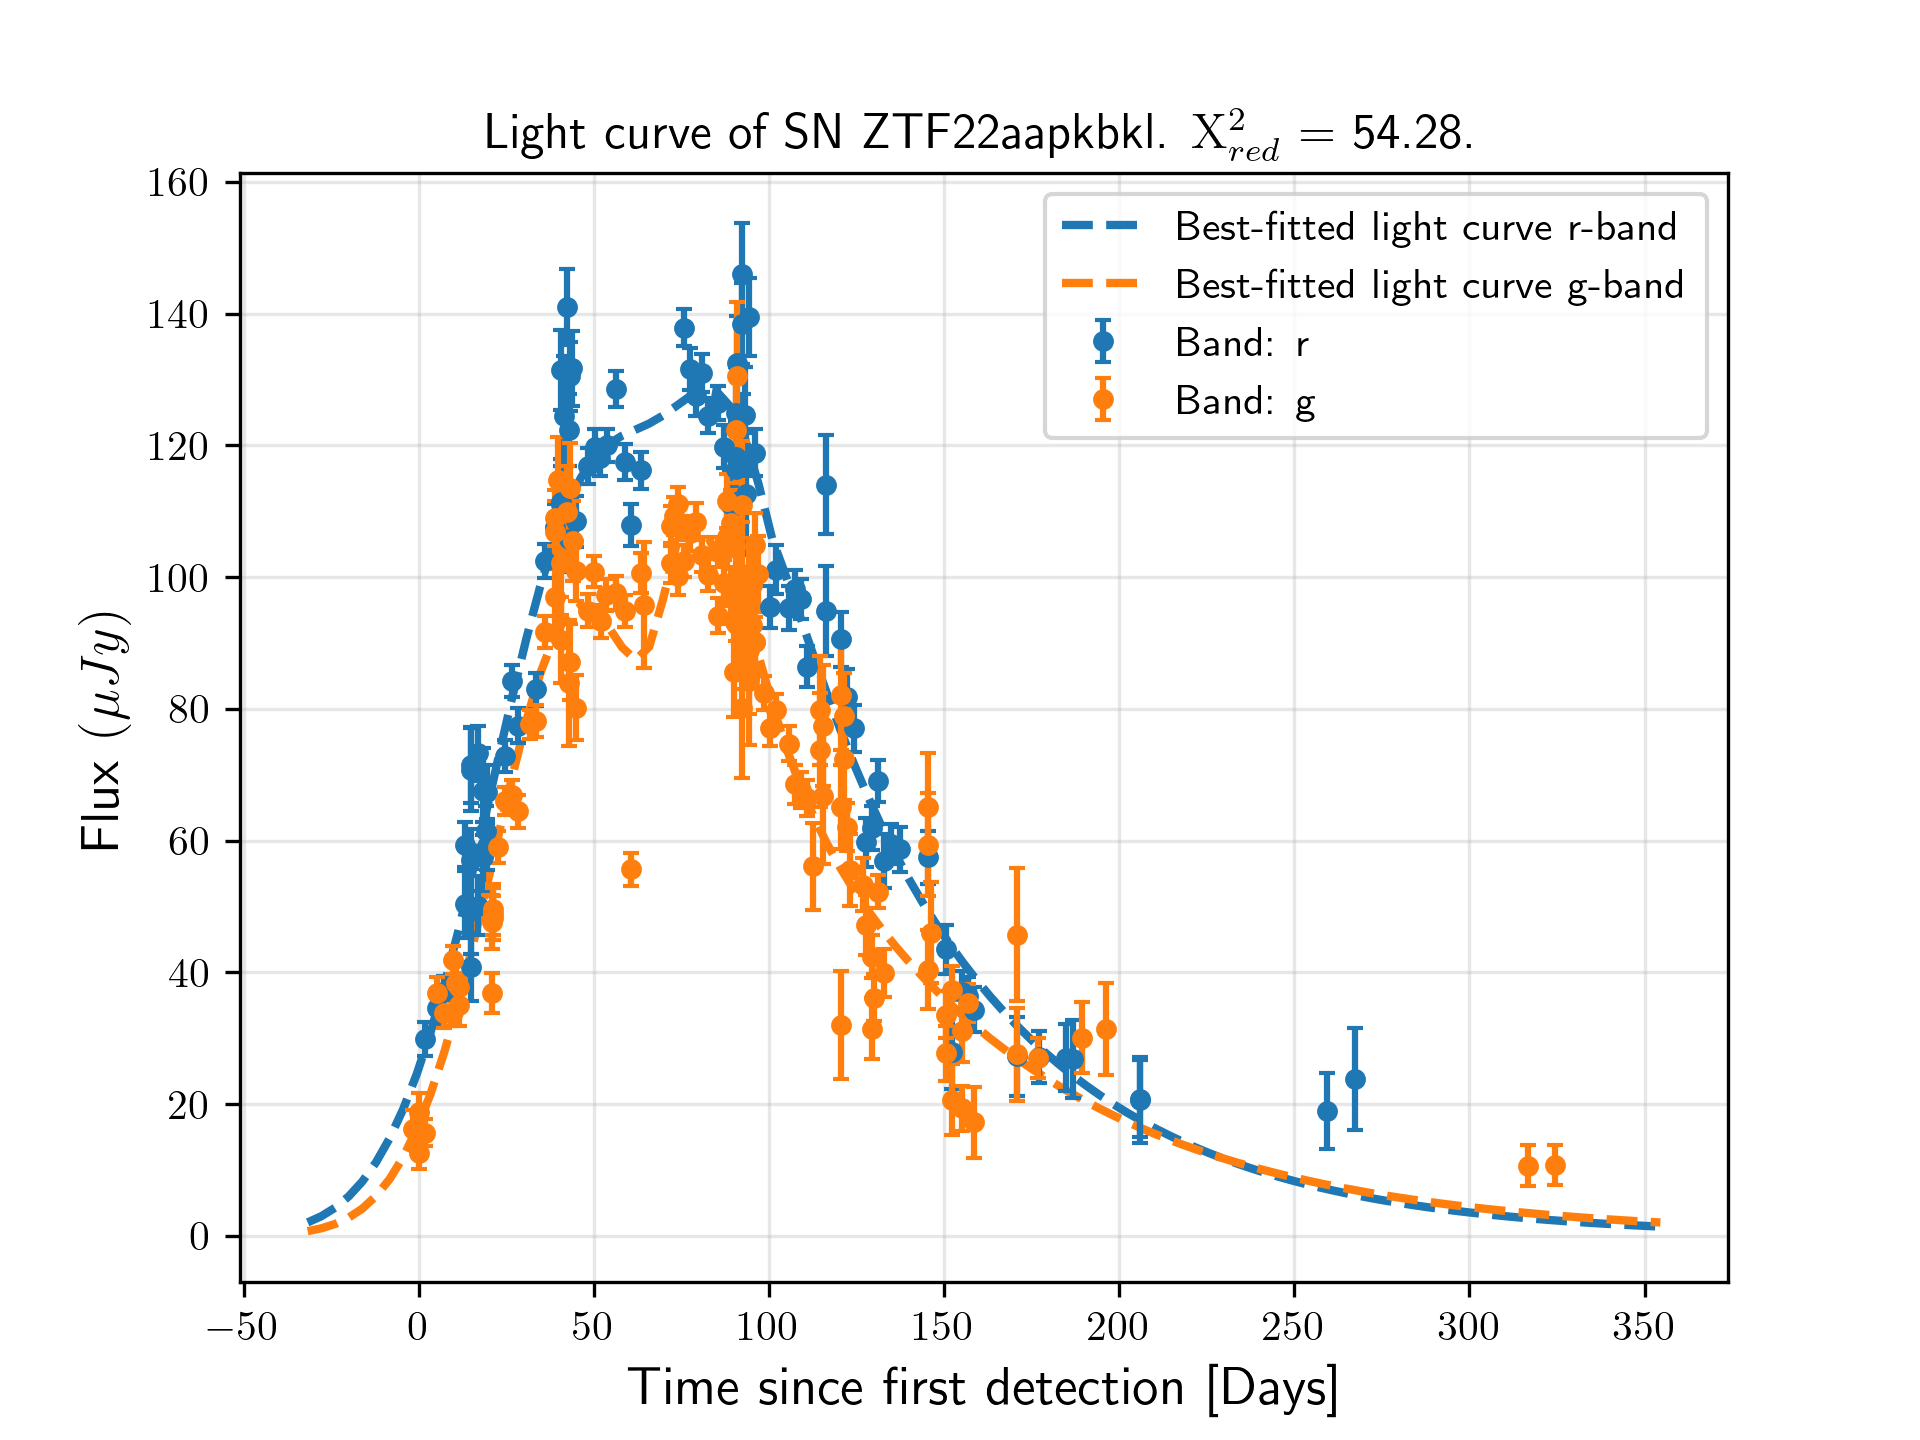 Light curve of SN ZTF22aapkbkl. X²_red = 54.28.
160
140
120
100
80
60
40
20
0
Flux (μJy)
Best-fitted light curve r-band
Best-fitted light curve g-band
Band: r
Band: g
−50 0 50 100 150 200 250 300 350
Time since first detection [Days]